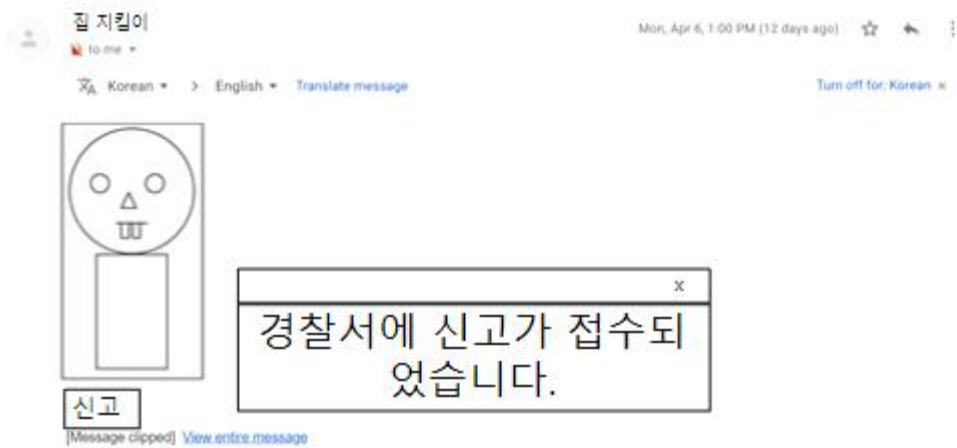 집 지킴이
Mon, Apr 6, 1:00 PM (12 days ago)
to me
Korean > English Translate message Turn off for: Korean x
x
경찰서에 신고가 접수되
었습니다.
신고
[Message clipped] View entire message